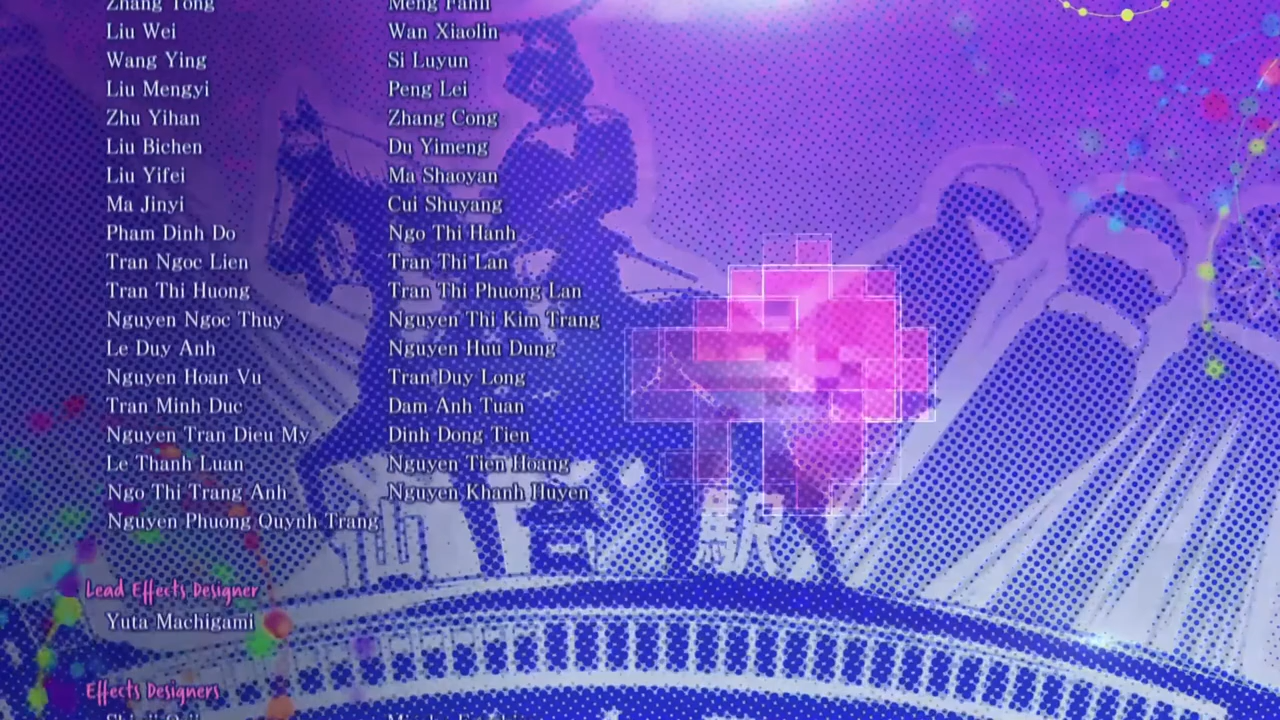 Zhang Tong
Meng Fanli
Liu Wei
Wan Xiaolin
Wang Ying
Si Luyun
Liu Mengyi
Peng Lei
Zhu Yihan
Zhang Cong
Liu Bichen
Du Yimeng
Liu Yifei
Ma Shaoyan
Ma Jinyi
Cui Shuyang
Pham Dinh Do
Ngo Thi Hanh
Tran Ngoc Lien
Tran Thi Lan
Tran Thi Huong
Tran Thi Phuong Lan
Nguyen Ngoc Thuy
Nguyen Thi Kim Trang
Le Duy Anh
Nguyen Huu Dung
Nguyen Hoan Vu
Tran Duy Long
Tran Minh Duc
Dam Anh Tuan
Nguyen Tran Dieu My
Dinh Dong Tien
Le Thanh Luan
Nguyen Tien Hoang
Ngo Thi Trang Anh
Nguyen Khanh Huyen
Nguyen Phuong Quynh Trang
駅
Lead Effects Designer
Yuta Machigami
Effects Designers